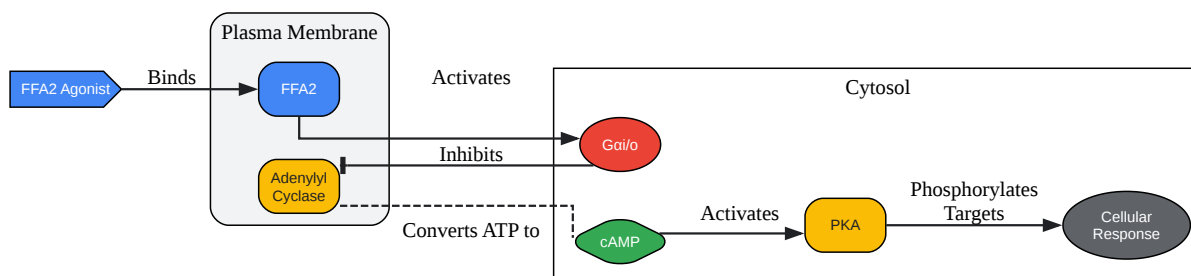 Plasma Membrane
FFA2 Agonist
Binds
FFA2
Activates
Cytosol
Gαi/o
Inhibits
Adenylyl
Cyclase
Converts ATP to
cAMP
Activates
PKA
Phosphorylates
Targets
Cellular
Response